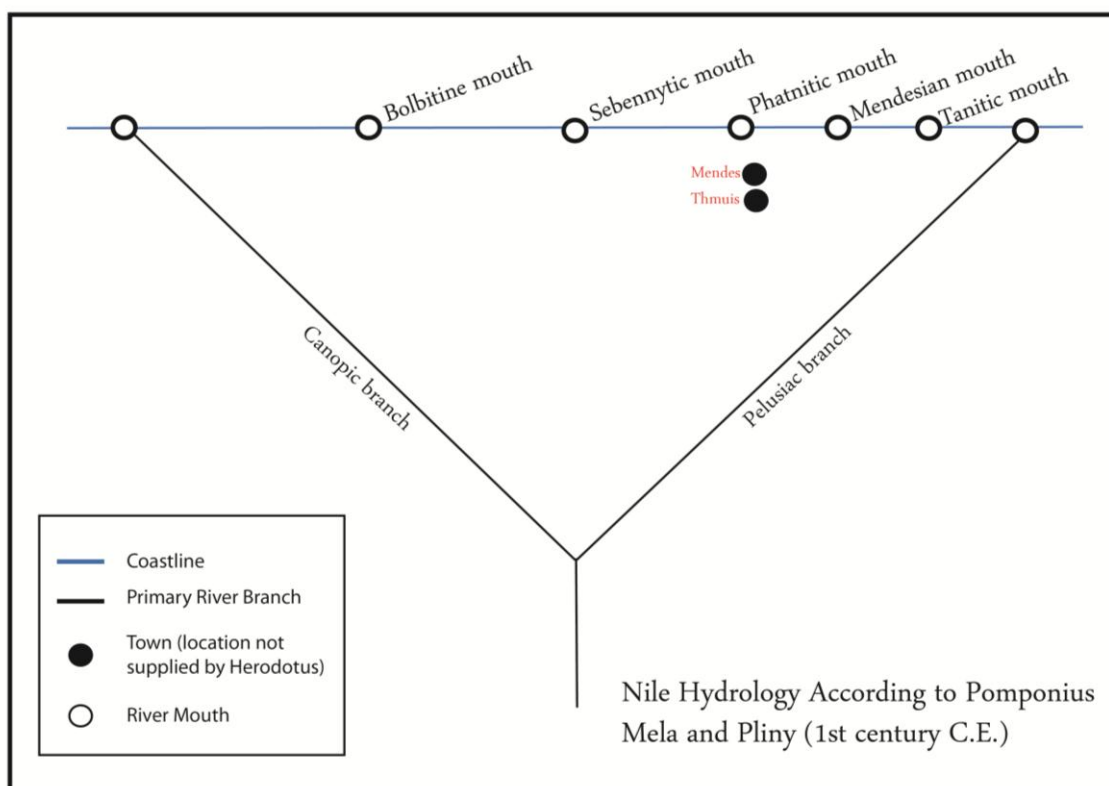 Bolbitine mouth
Sebennytic mouth
Phatnitic mouth
Mendesian mouth
Tanitic mouth
Mendes
Thmuis
Canopic branch
Pelusiac branch
Coastline
Primary River Branch
Town (location not
supplied by Herodotus)
River Mouth
Nile Hydrology According to Pomponius
Mela and Pliny (1st century C.E.)